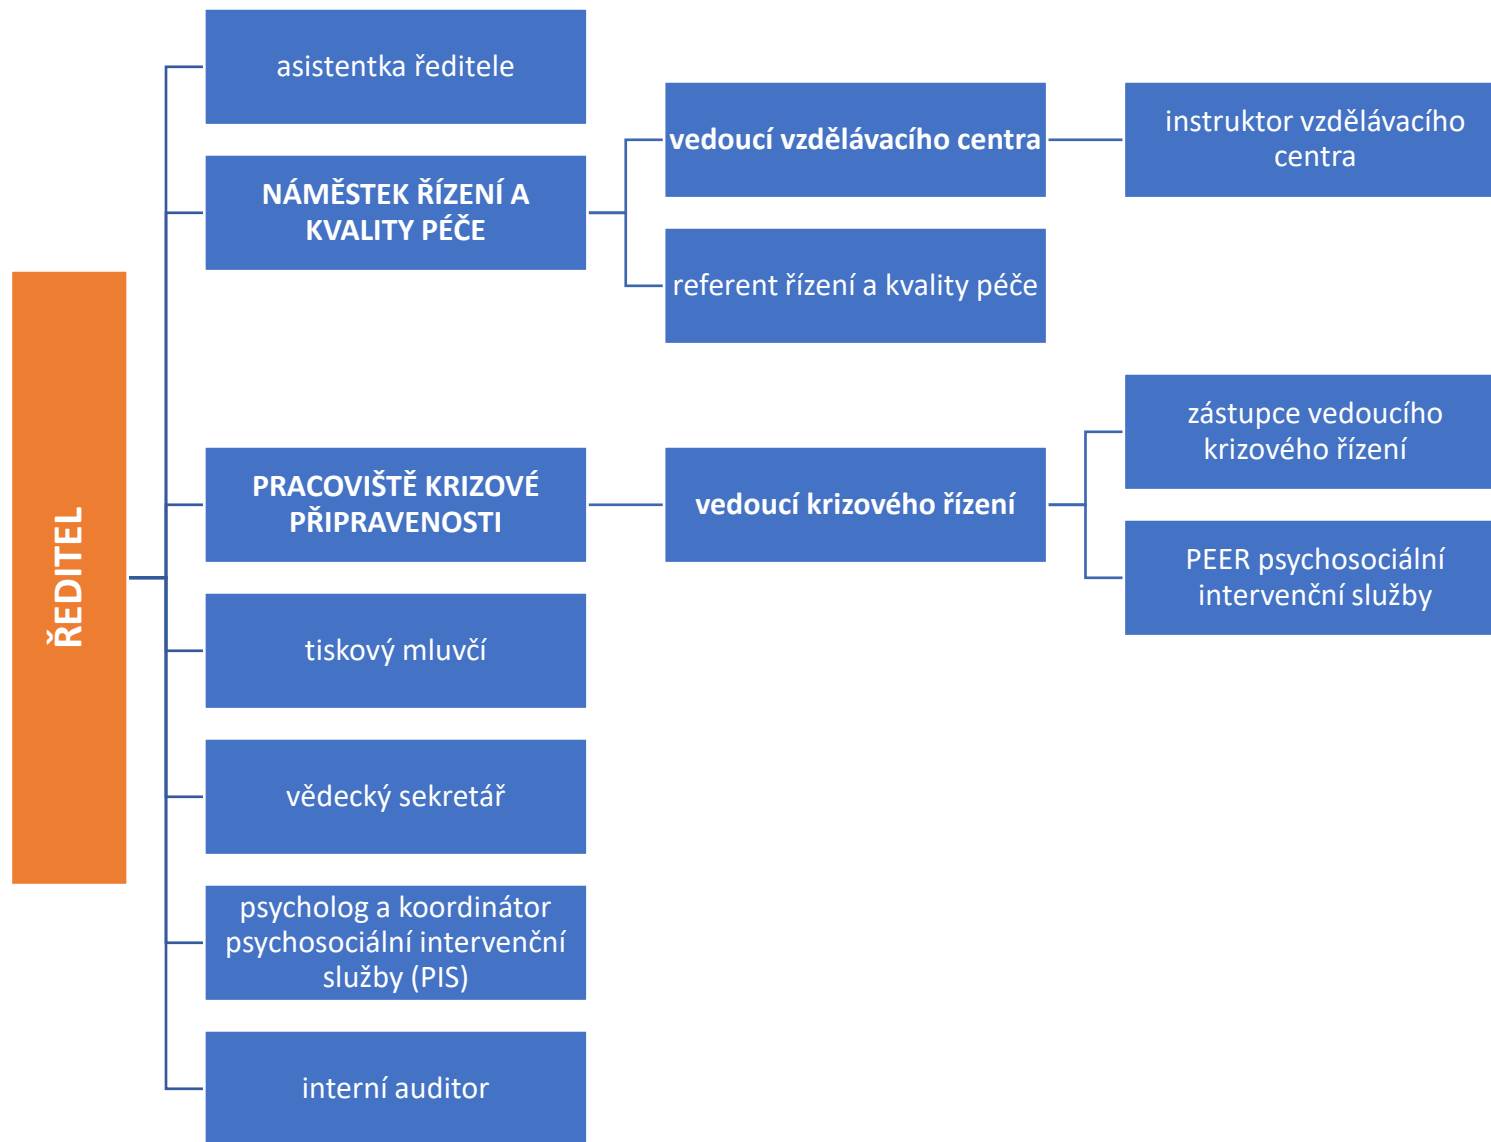 ŘEDITEL
asistentka ředitele
NÁMĚSTEK ŘÍZENÍ A
KVALITY PÉČE
vedoucí vzdělávacího centra
instruktor vzdělávacího
centra
referent řízení a kvality péče
PRACOVIŠTĚ KRIZOVÉ
PŘIPRAVENOSTI
vedoucí krizového řízení
zástupce vedoucího
krizového řízení
PEER psychosociální
intervenční služby
tiskový mluvčí
vědecký sekretář
psycholog a koordinátor
psychosociální intervenční
služby (PIS)
interní auditor